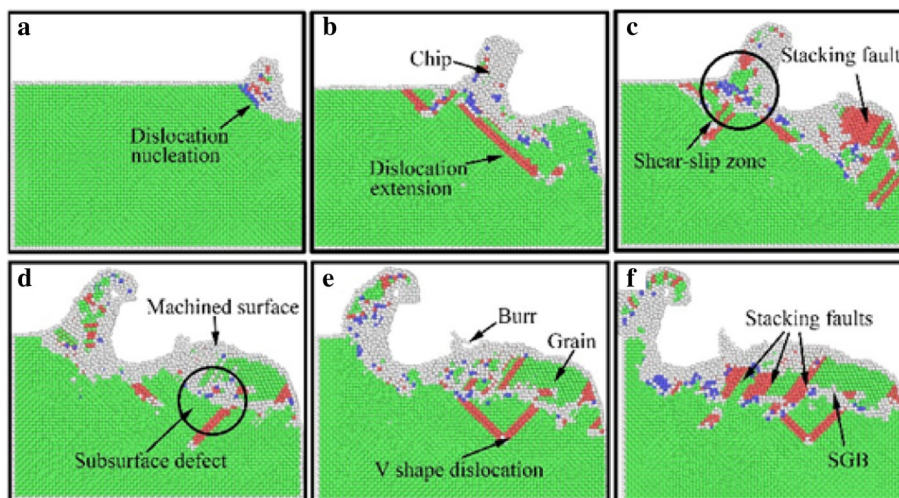 a
Dislocation
nucleation
b
Chip
Dislocation
extension
c
Stacking fault
Shear-slip zone
d
Machined surface
Subsurface defect
e
Burr
Grain
V shape dislocation
f
Stacking faults
SGB